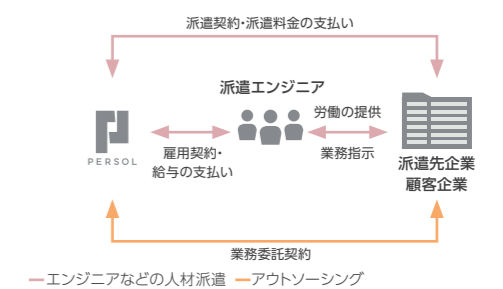 派遣契約・派遣料金の支払い
派遣エンジニア
労働の提供
PERSOL
雇用契約・
給与の支払い
業務指示
派遣先企業
顧客企業
業務委託契約
エンジニアなどの人材派遣
アウトソーシング